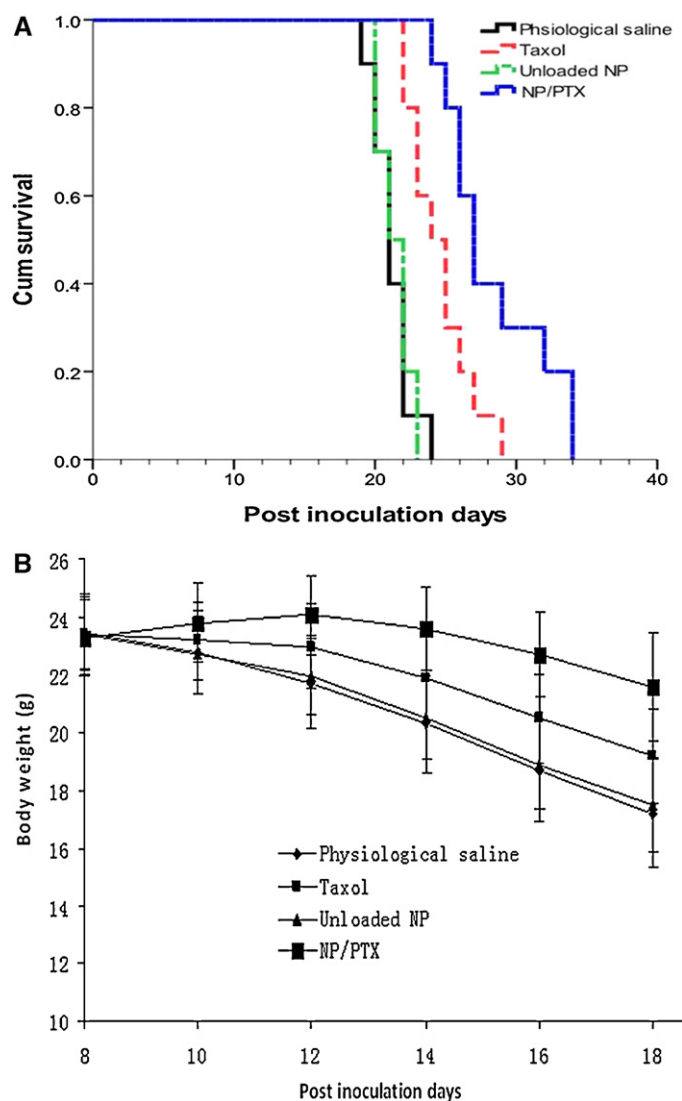 A
Phsiological saline
Taxol
Unloaded NP
NP/PTX
Cum survival
1.0
0.8
0.6
0.4
0.2
0.0
0 10 20 30 40
Post inoculation days
B
Body weight (g)
26
24
22
20
18
16
14
12
10
Physiological saline
Taxol
Unloaded NP
NP/PTX
8 10 12 14 16 18
Post inoculation days